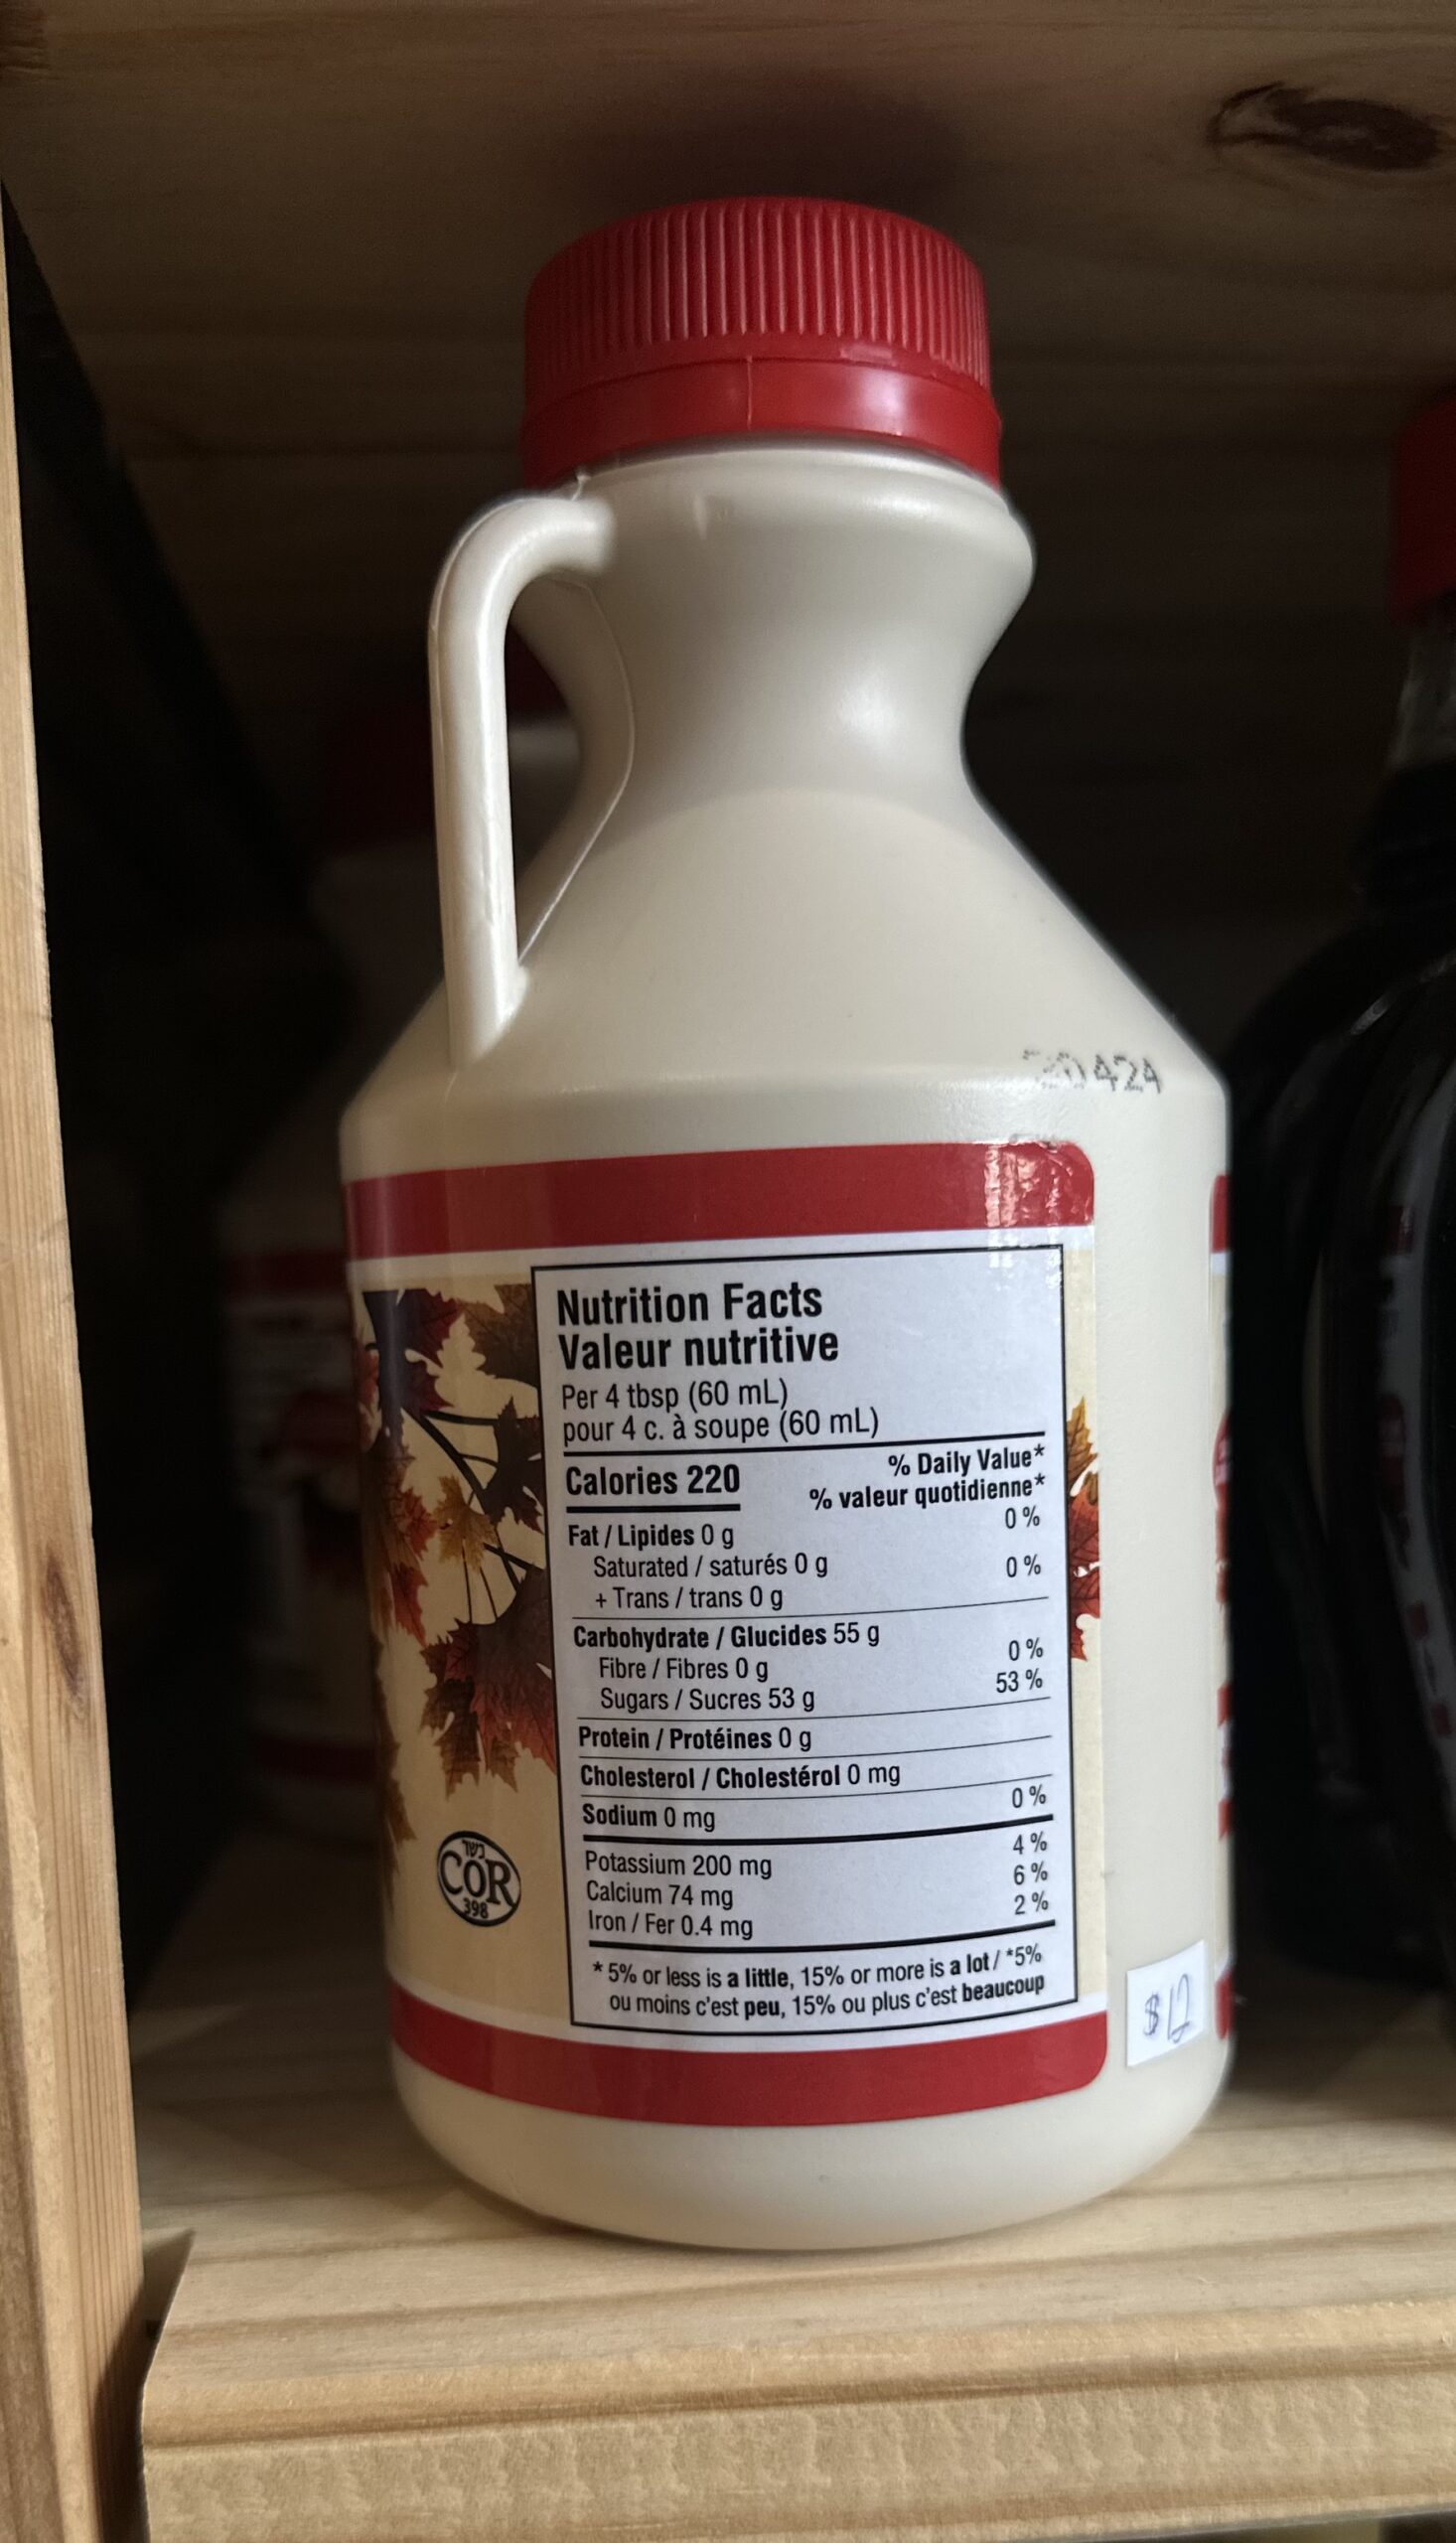 0424
Nutrition Facts
Valeur nutritive
Per 4 tbsp (60 mL)
pour 4 c. à soupe (60 mL)
Calories 220
% Daily Value*
% valeur quotidienne*
Fat / Lipides 0 g 0 %
Saturated / saturés 0 g 0 %
+ Trans / trans 0 g
Carbohydrate / Glucides 55 g
Fibre / Fibres 0 g 0 %
Sugars / Sucres 53 g 53 %
Protein / Protéines 0 g
Cholesterol / Cholestérol 0 mg
Sodium 0 mg 0 %
Potassium 200 mg 4 %
Calcium 74 mg 6 %
Iron / Fer 0.4 mg 2 %
* 5% or less is a little, 15% or more is a lot / *5%
ou moins c'est peu, 15% ou plus c'est beaucoup
כשר
COR
398
$12